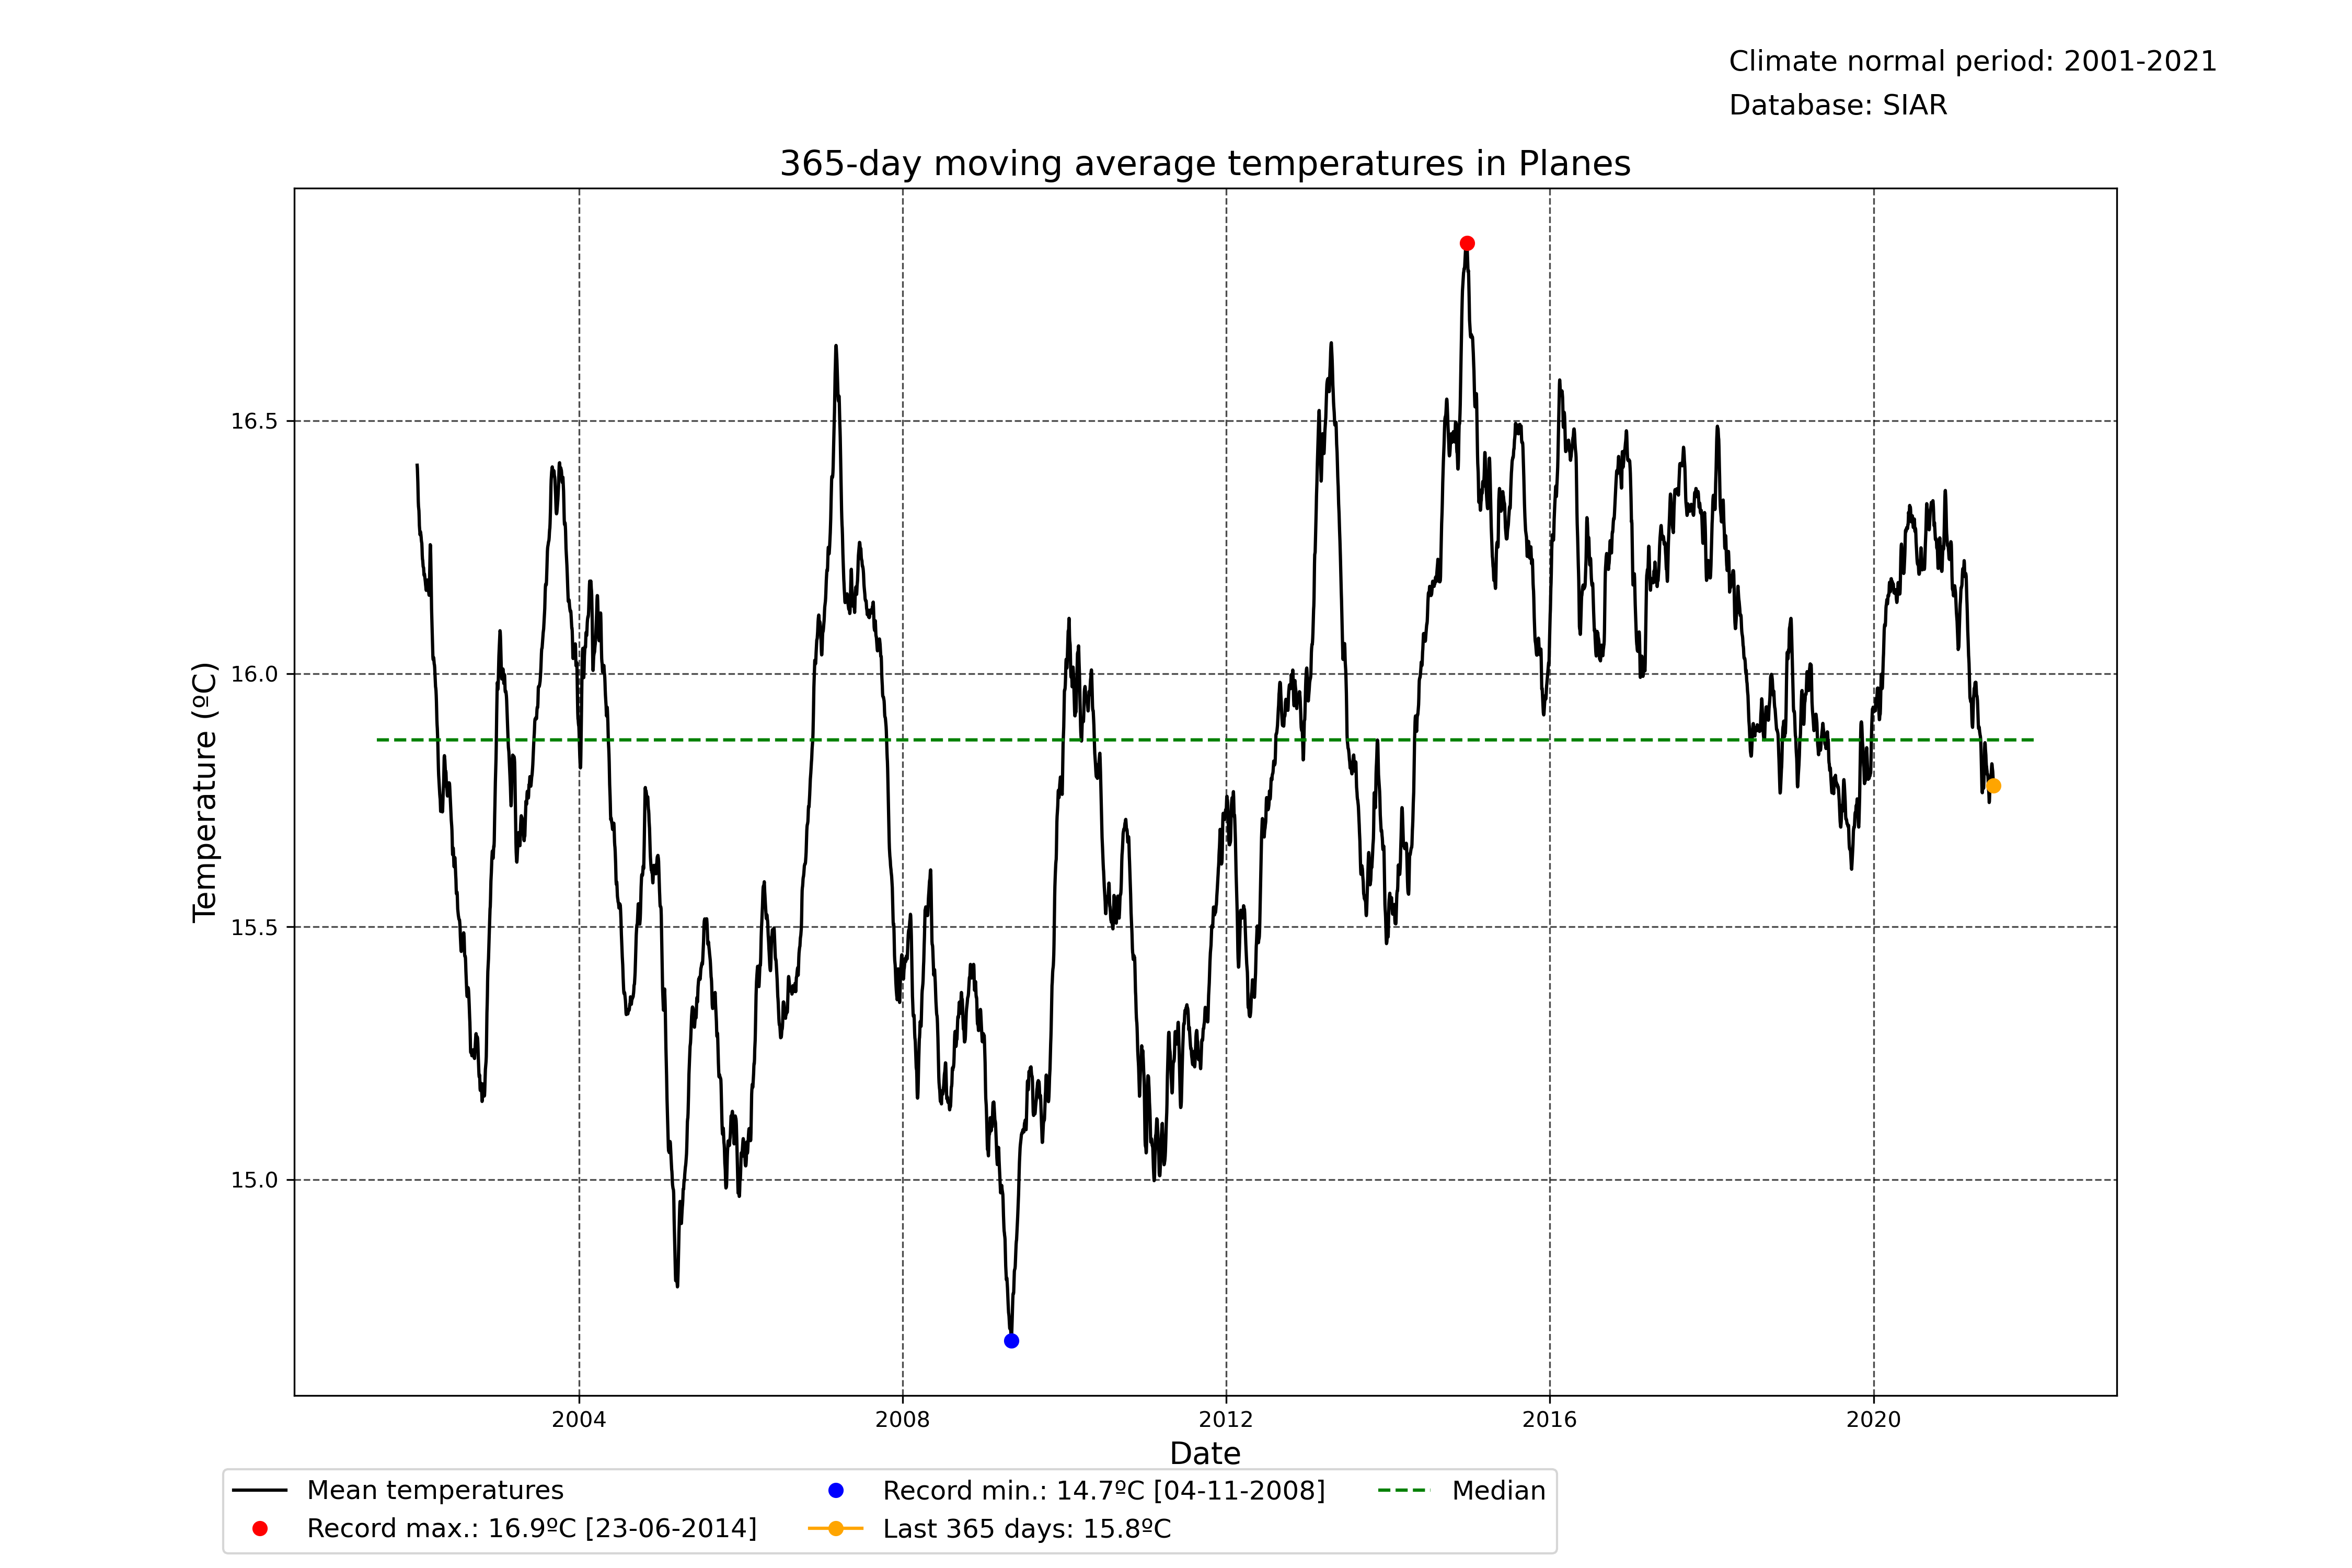 Climate normal period: 2001-2021
Database: SIAR
365-day moving average temperatures in Planes
Temperature (ºC)
16.5
16.0
15.5
15.0
2004
2008
2012
2016
2020
Date
Mean temperatures
Record max.: 16.9ºC [23-06-2014]
Record min.: 14.7ºC [04-11-2008]
Last 365 days: 15.8ºC
Median